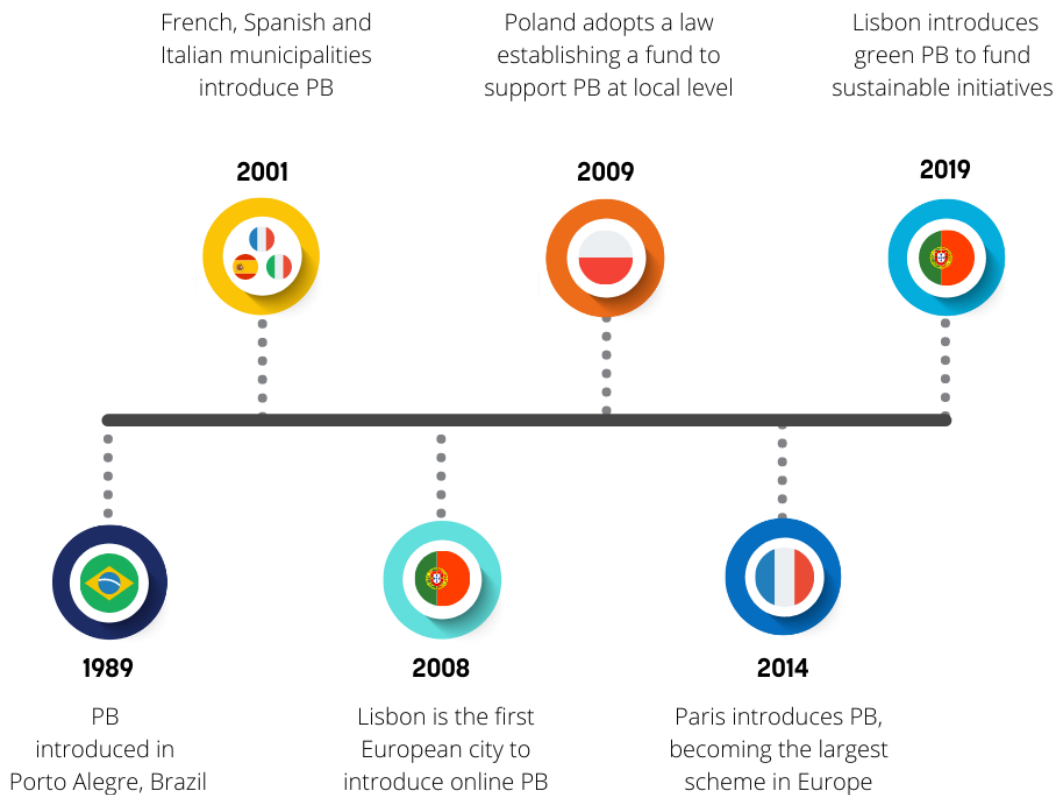 French, Spanish and
Italian municipalities
introduce PB
2001
Poland adopts a law
establishing a fund to
support PB at local level
2009
Lisbon introduces
green PB to fund
sustainable initiatives
2019
1989
PB
introduced in
Porto Alegre, Brazil
2008
Lisbon is the first
European city to
introduce online PB
2014
Paris introduces PB,
becoming the largest
scheme in Europe